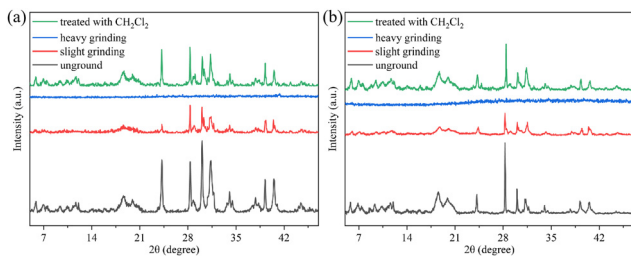 (a)
treated with CH₂Cl₂
heavy grinding
slight grinding
unground
Intensity (a.u.)
7 14 21 28 35 42
2θ (degree)
(b)
treated with CH₂Cl₂
heavy grinding
slight grinding
unground
Intensity (a.u.)
7 14 21 28 35 42
2θ (degree)